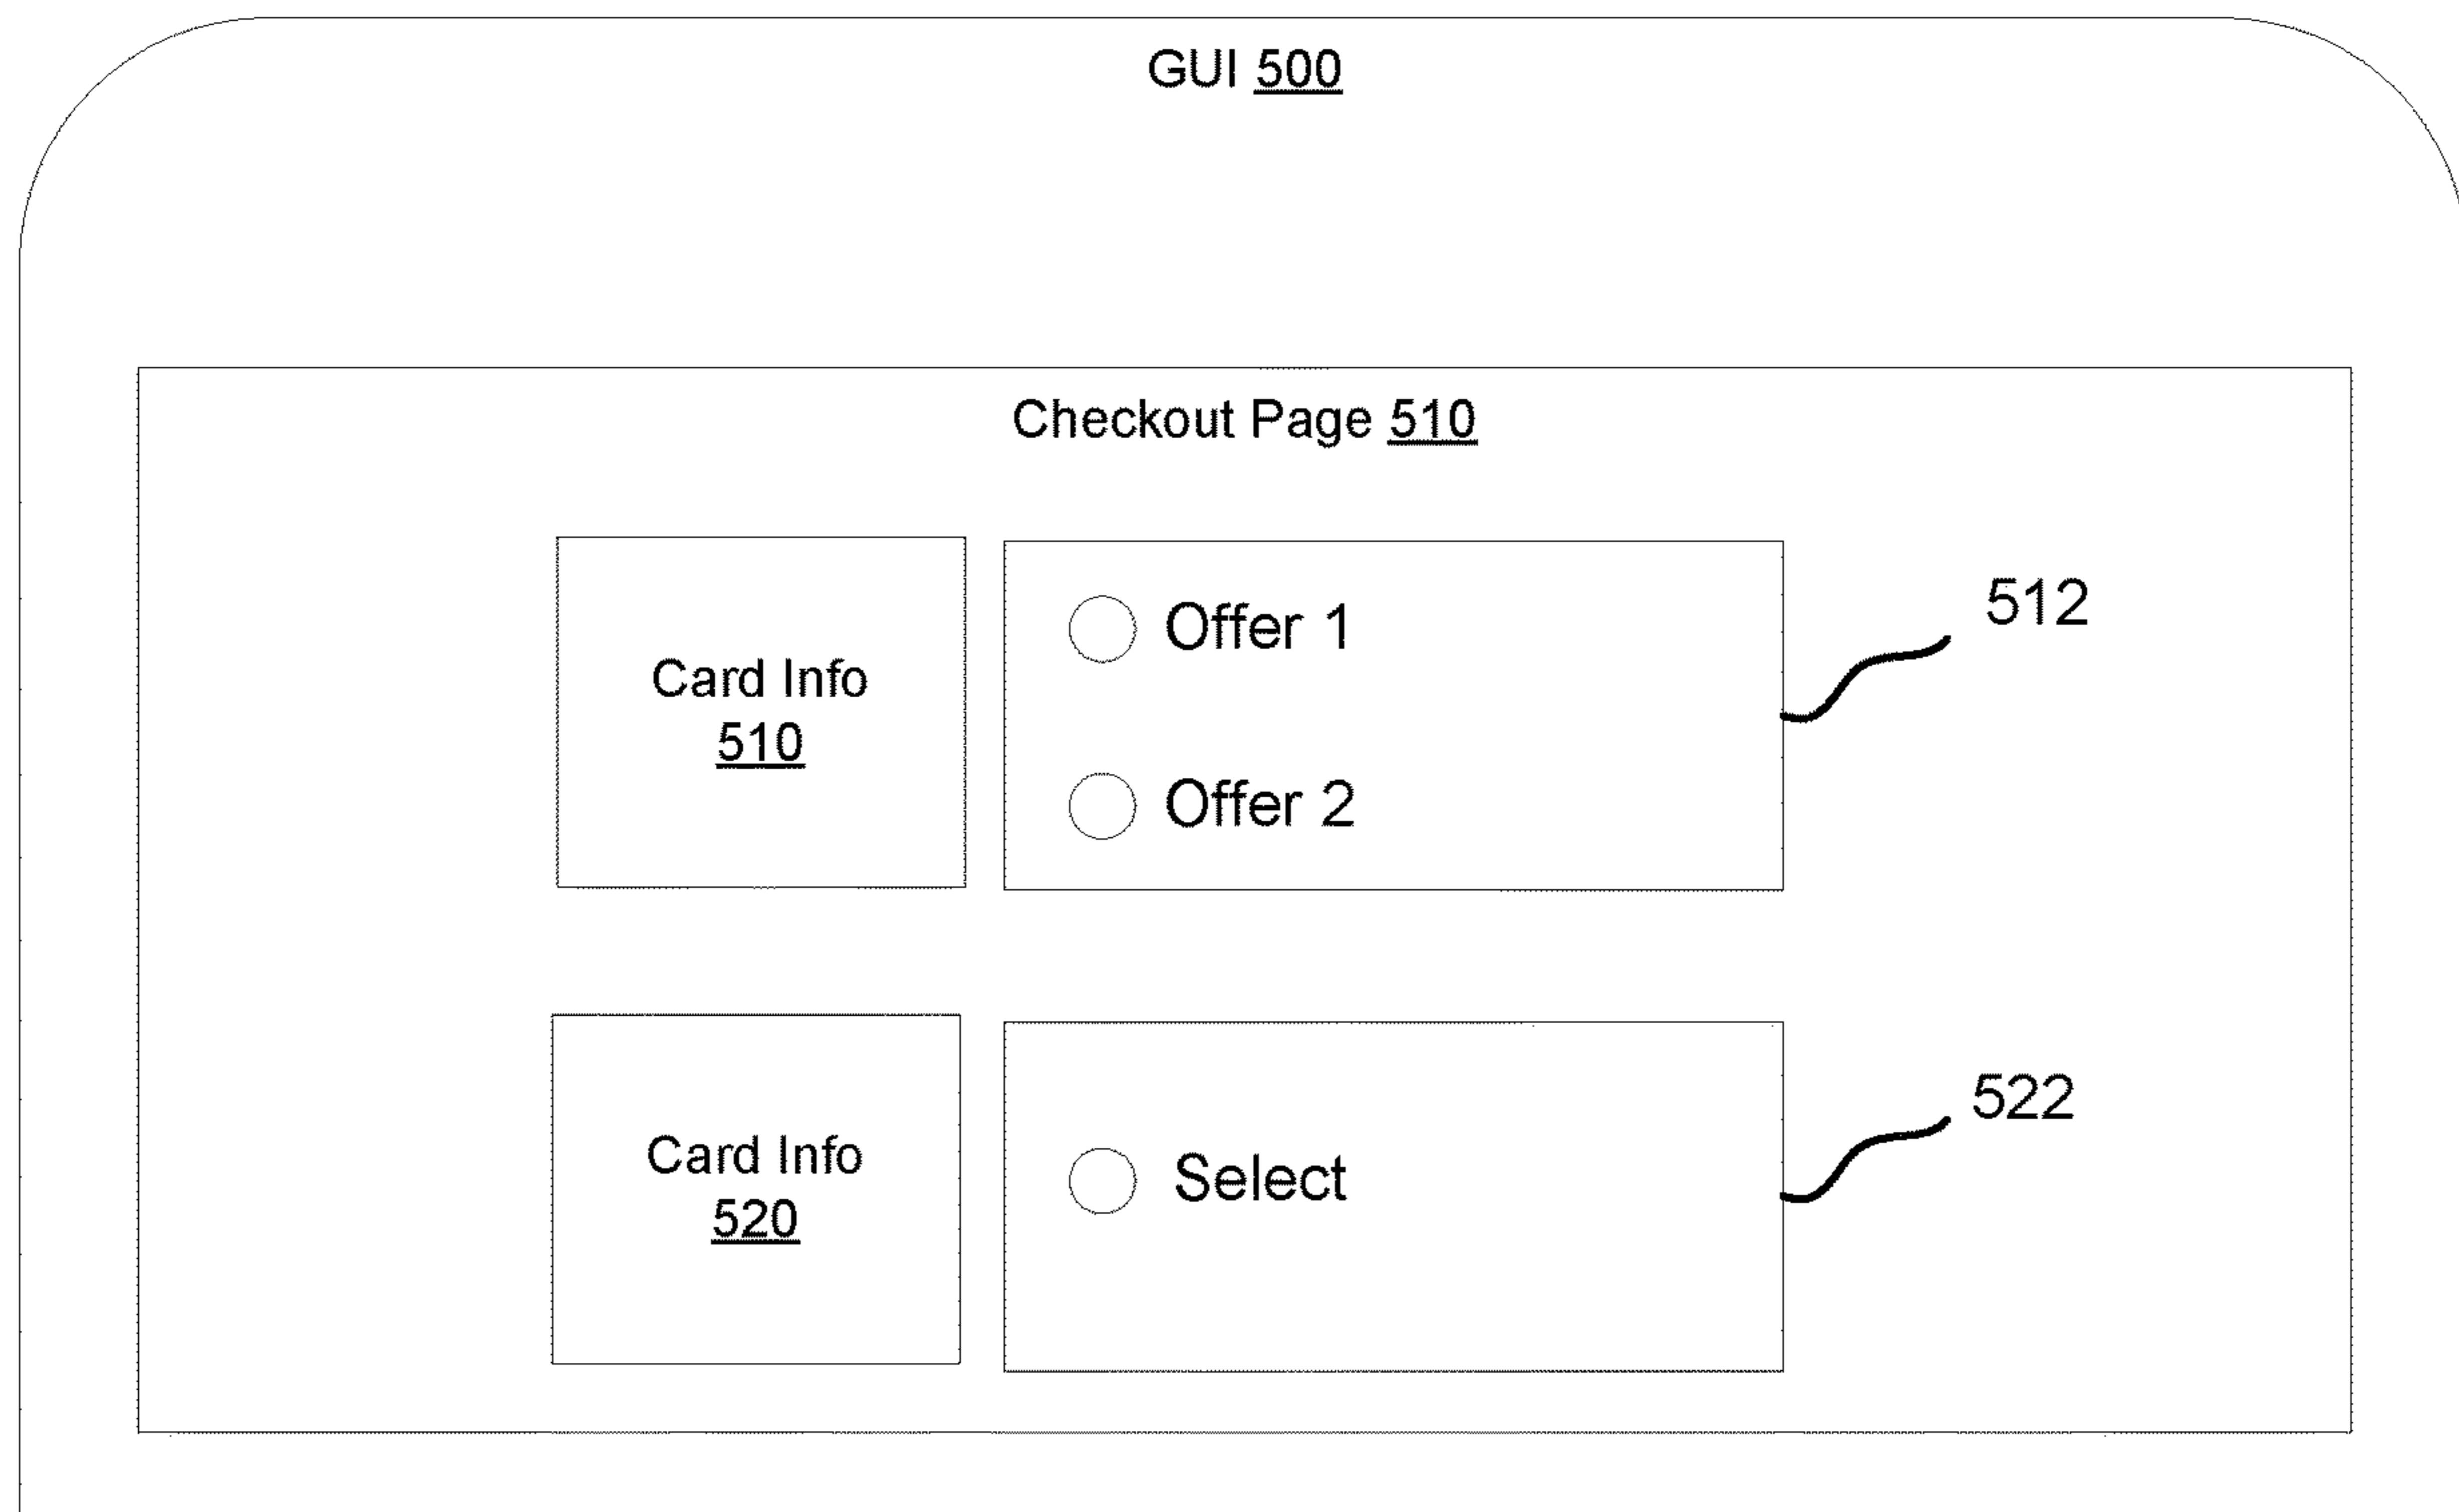 GUI 500
Checkout Page 510
Card Info
510
Offer 1
Offer 2
512
Card Info
520
Select
522